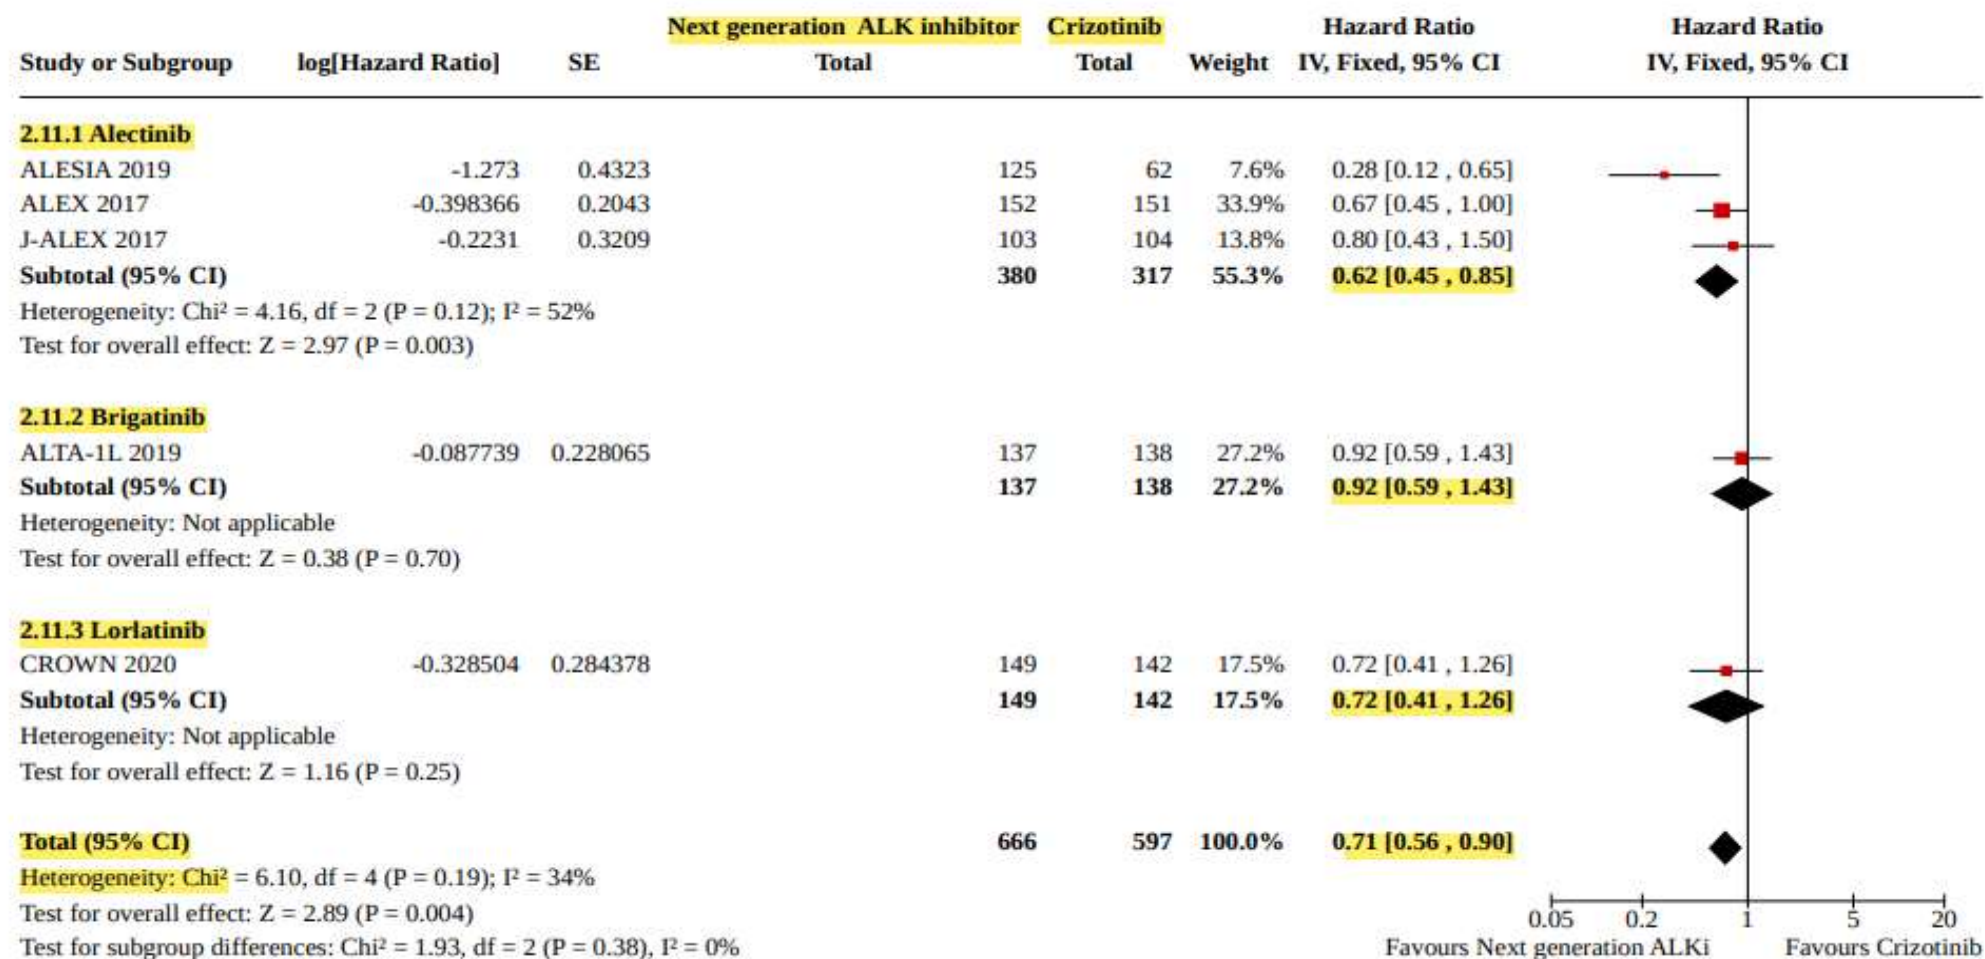 Next generation ALK inhibitor Crizotinib Hazard Ratio Hazard Ratio
Study or Subgroup log[Hazard Ratio] SE Total Total Weight IV, Fixed, 95% CI IV, Fixed, 95% CI
2.11.1 Alectinib
ALESIA 2019 -1.273 0.4323 125 62 7.6% 0.28 [0.12 , 0.65]
ALEX 2017 -0.398366 0.2043 152 151 33.9% 0.67 [0.45 , 1.00]
J-ALEX 2017 -0.2231 0.3209 103 104 13.8% 0.80 [0.43 , 1.50]
Subtotal (95% CI) 380 317 55.3% 0.62 [0.45 , 0.85]
Heterogeneity: Chi² = 4.16, df = 2 (P = 0.12); I² = 52%
Test for overall effect: Z = 2.97 (P = 0.003)
2.11.2 Brigatinib
ALTA-1L 2019 -0.087739 0.228065 137 138 27.2% 0.92 [0.59 , 1.43]
Subtotal (95% CI) 137 138 27.2% 0.92 [0.59 , 1.43]
Heterogeneity: Not applicable
Test for overall effect: Z = 0.38 (P = 0.70)
2.11.3 Lorlatinib
CROWN 2020 -0.328504 0.284378 149 142 17.5% 0.72 [0.41 , 1.26]
Subtotal (95% CI) 149 142 17.5% 0.72 [0.41 , 1.26]
Heterogeneity: Not applicable
Test for overall effect: Z = 1.16 (P = 0.25)
Total (95% CI) 666 597 100.0% 0.71 [0.56 , 0.90]
Heterogeneity: Chi² = 6.10, df = 4 (P = 0.19); I² = 34%
Test for overall effect: Z = 2.89 (P = 0.004)
0.05 0.2 1 5 20
Test for subgroup differences: Chi² = 1.93, df = 2 (P = 0.38), I² = 0%
Favours Next generation ALKi Favours Crizotinib